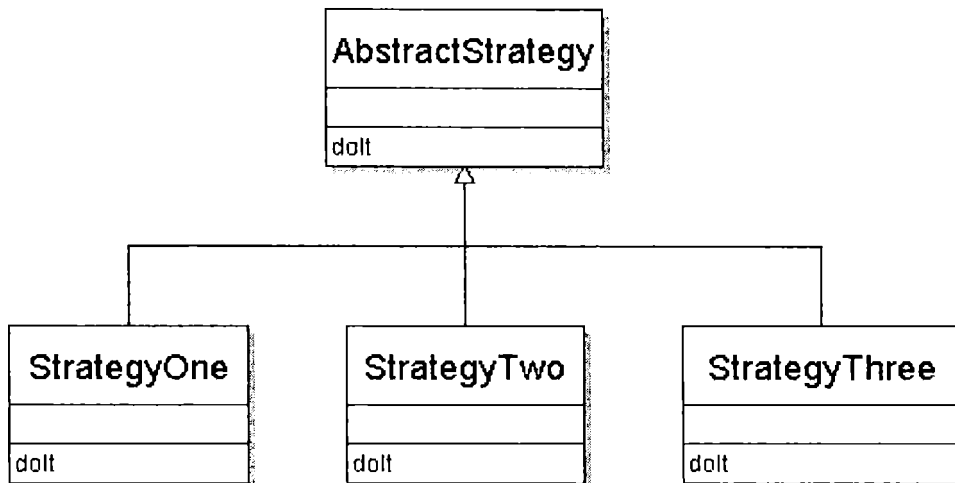 AbstractStrategy
doIt
StrategyOne
StrategyTwo
StrategyThree
doIt
doIt
doIt